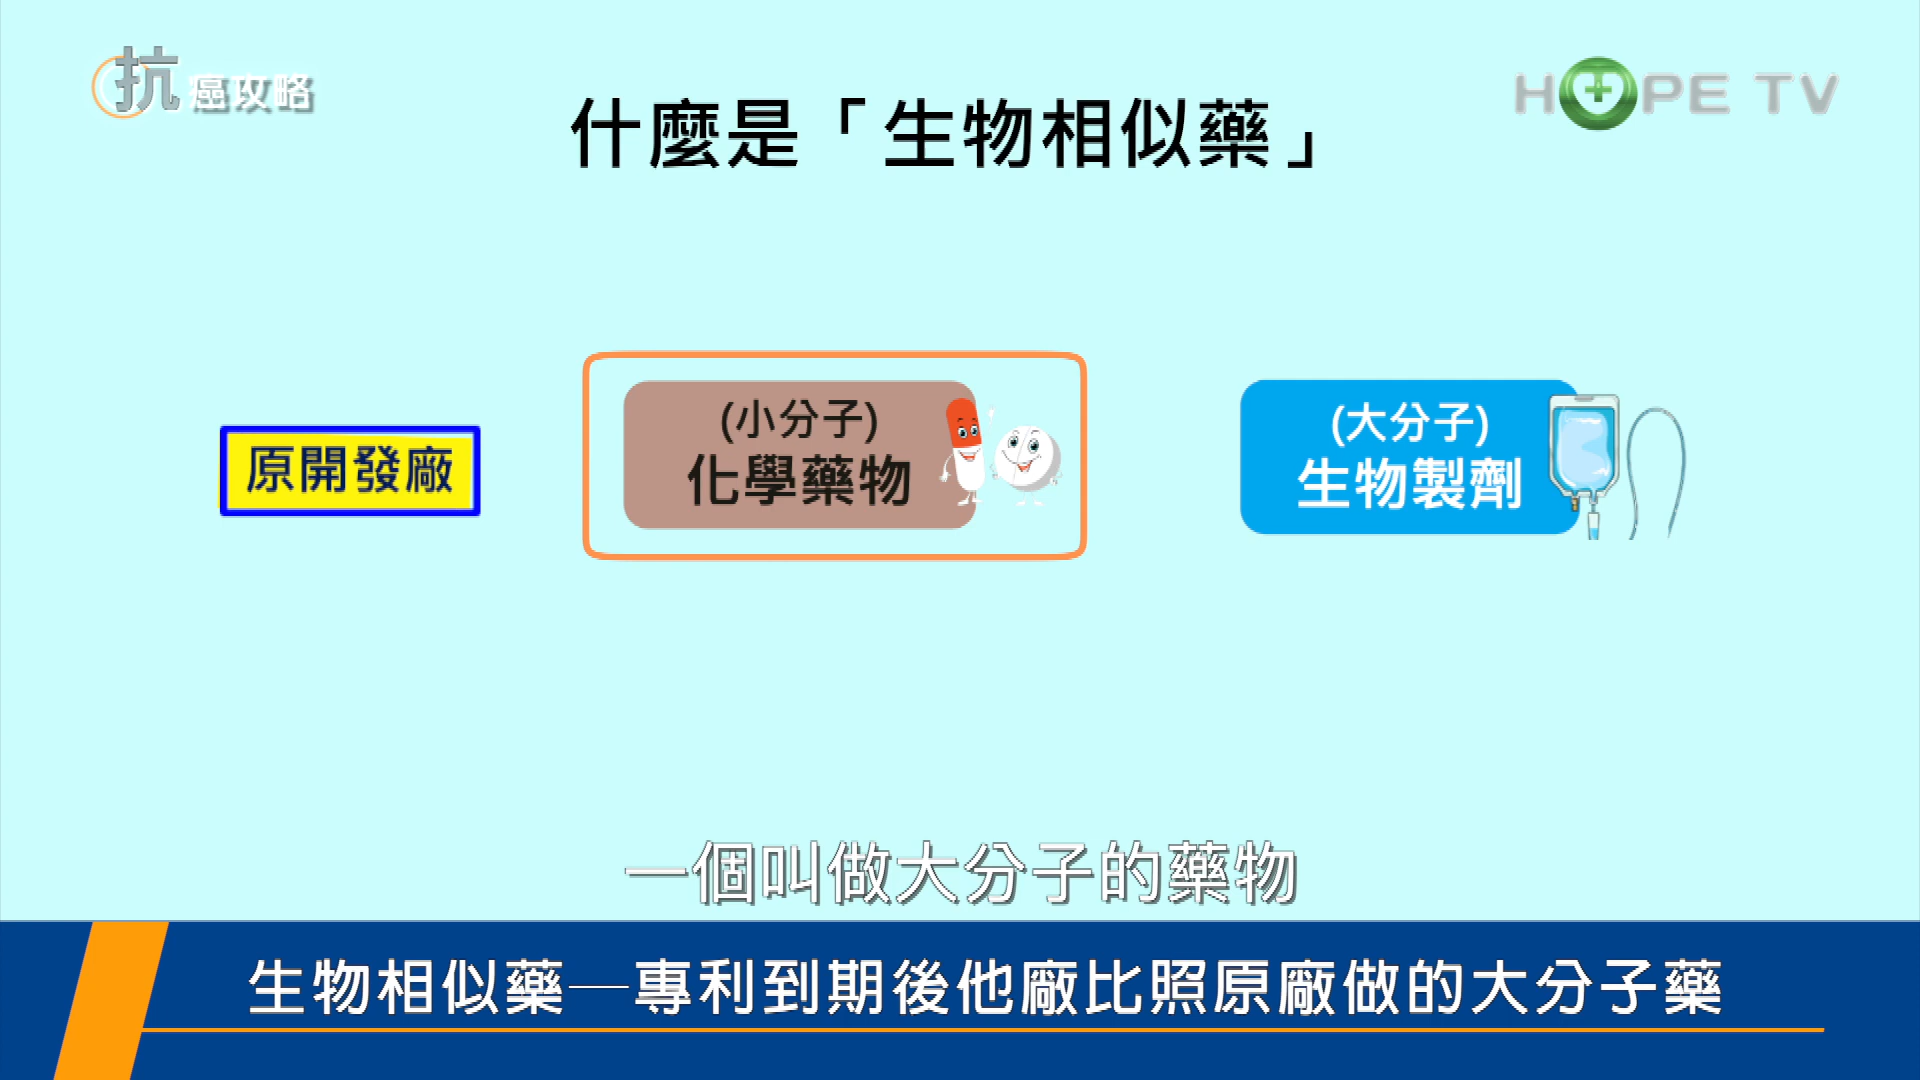 抗癌攻略
HOPE TV
什麼是「生物相似藥」
原開發廠
(小分子)
化學藥物
(大分子)
生物製劑
一個叫做大分子的藥物
生物相似藥—專利到期後他廠比照原廠做的大分子藥